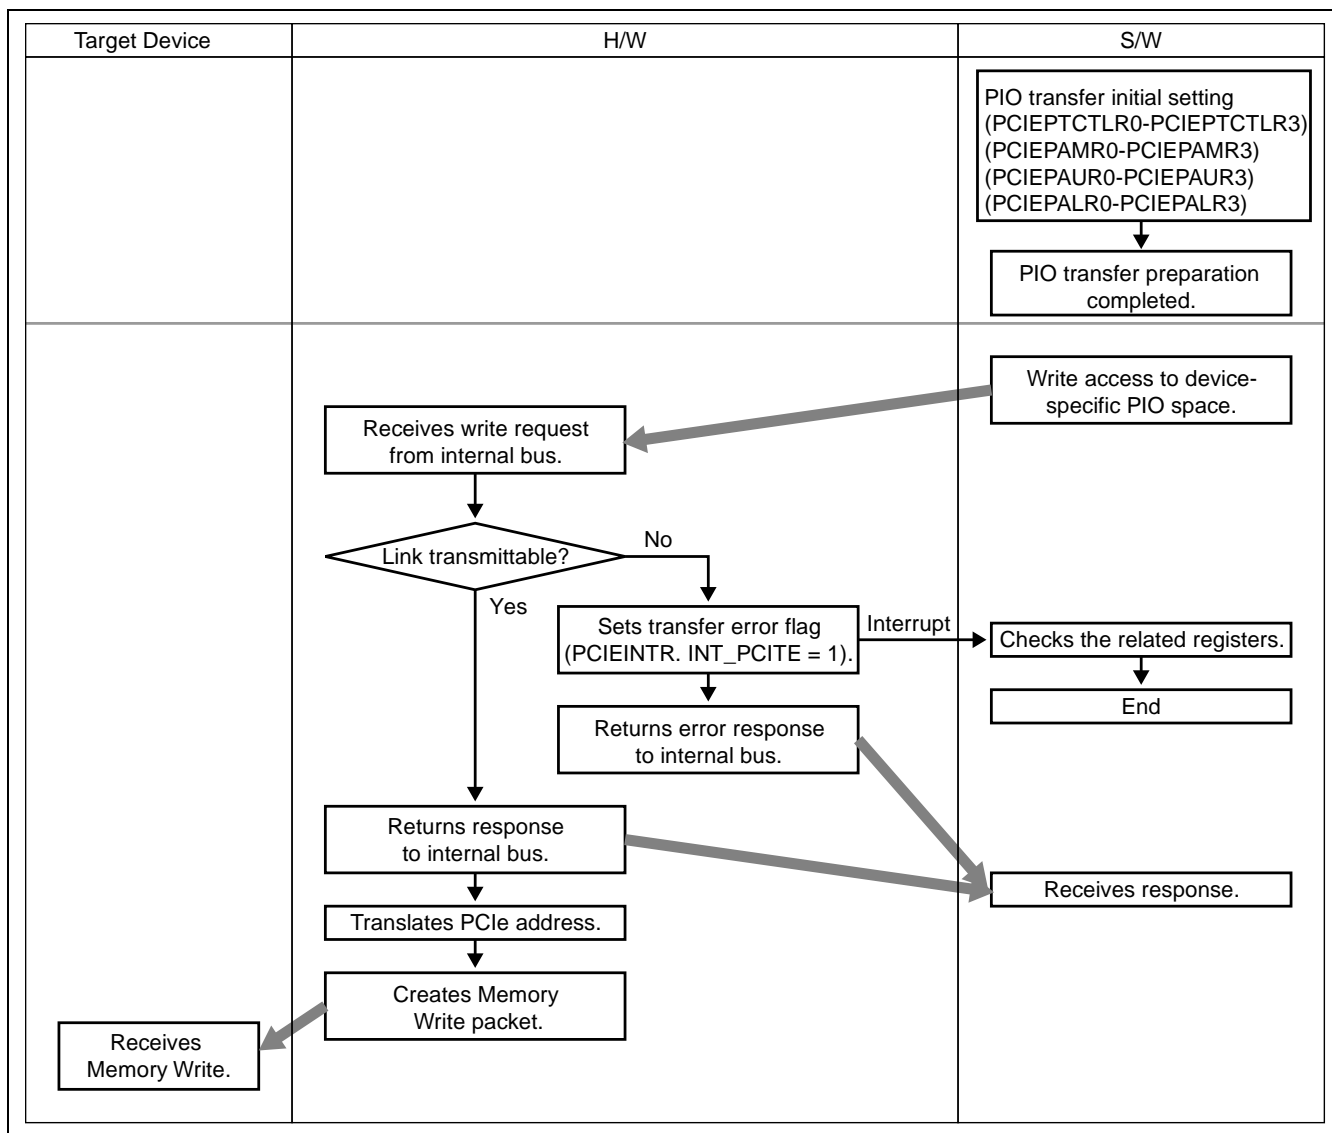 Target Device
H/W
S/W
PIO transfer initial setting
(PCIEPTCTLR0-PCIEPTCTLR3)
(PCIEPAMR0-PCIEPAMR3)
(PCIEPAUR0-PCIEPAUR3)
(PCIEPALR0-PCIEPALR3)
PIO transfer preparation
completed.
Write access to device-
specific PIO space.
Receives write request
from internal bus.
Link transmittable?
No
Yes
Sets transfer error flag
(PCIEINTR. INT_PCITE = 1).
Interrupt
Checks the related registers.
End
Returns error response
to internal bus.
Returns response
to internal bus.
Receives response.
Translates PCIe address.
Creates Memory
Write packet.
Receives
Memory Write.